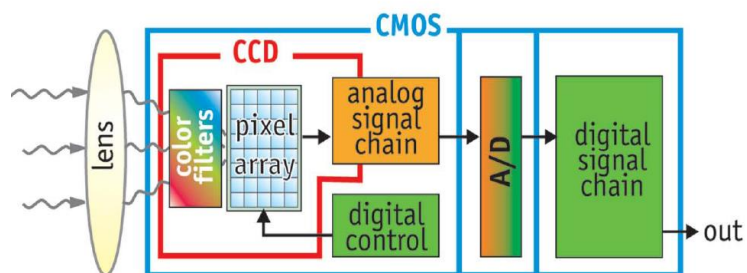 CMOS
CCD
lens
color
filters
pixel
array
analog
signal
chain
digital
control
A/D
digital
signal
chain
out